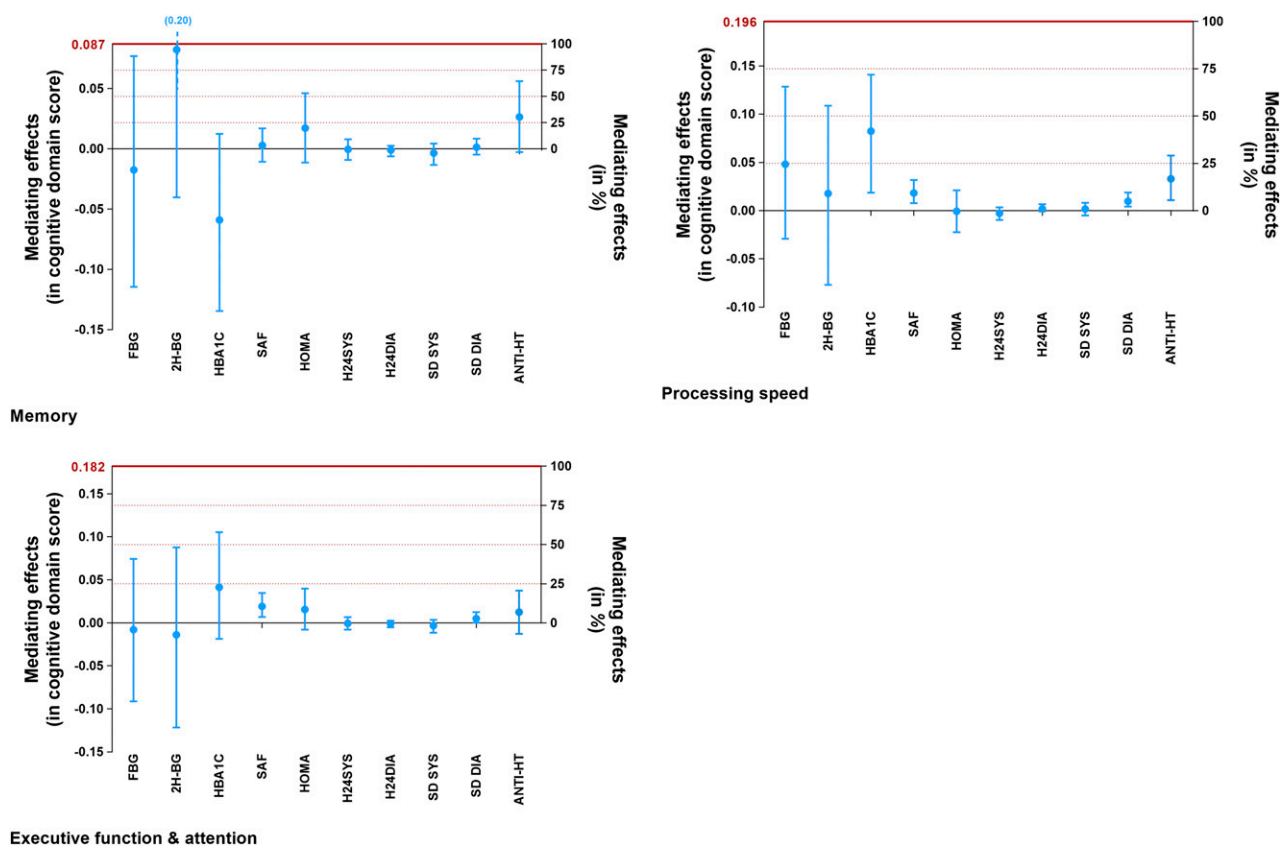 (0.20)
0.087
0.05
0.00
-0.05
-0.10
-0.15
100
75
50
25
0
Mediating effects
(in cognitive domain score)
Mediating effects
(in %)
FBG
2H-BG
HBA1C
SAF
HOMA
H24SYS
H24DIA
SD SYS
SD DIA
ANTI-HT
Memory
0.196
0.15
0.10
0.05
0.00
-0.05
-0.10
100
75
50
25
0
Mediating effects
(in cognitive domain score)
Mediating effects
(in %)
FBG
2H-BG
HBA1C
SAF
HOMA
H24SYS
H24DIA
SD SYS
SD DIA
ANTI-HT
Processing speed
0.182
0.15
0.10
0.05
0.00
-0.05
-0.10
-0.15
100
75
50
25
0
Mediating effects
(in cognitive domain score)
Mediating effects
(in %)
FBG
2H-BG
HBA1C
SAF
HOMA
H24SYS
H24DIA
SD SYS
SD DIA
ANTI-HT
Executive function & attention